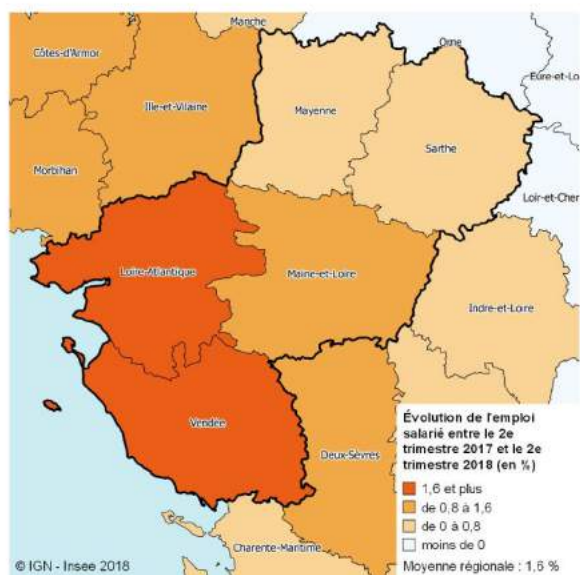 Manche
Orne
Côtes-d'Armor
Eure-et-Lo
Ille-et-Vilaine
Mayenne
Sarthe
Morbihan
Loir-et-Cher
Loire-Atlantique
Maine-et-Loire
Indre-et-Loire
Vendée
Deux-Sèvres
Charente-Maritime
Évolution de l'emploi
salarié entre le 2e
trimestre 2017 et le 2e
trimestre 2018 (en %)
1,6 et plus
de 0,8 à 1,6
de 0 à 0,8
moins de 0
Moyenne régionale : 1,6 %
© IGN - Insee 2018